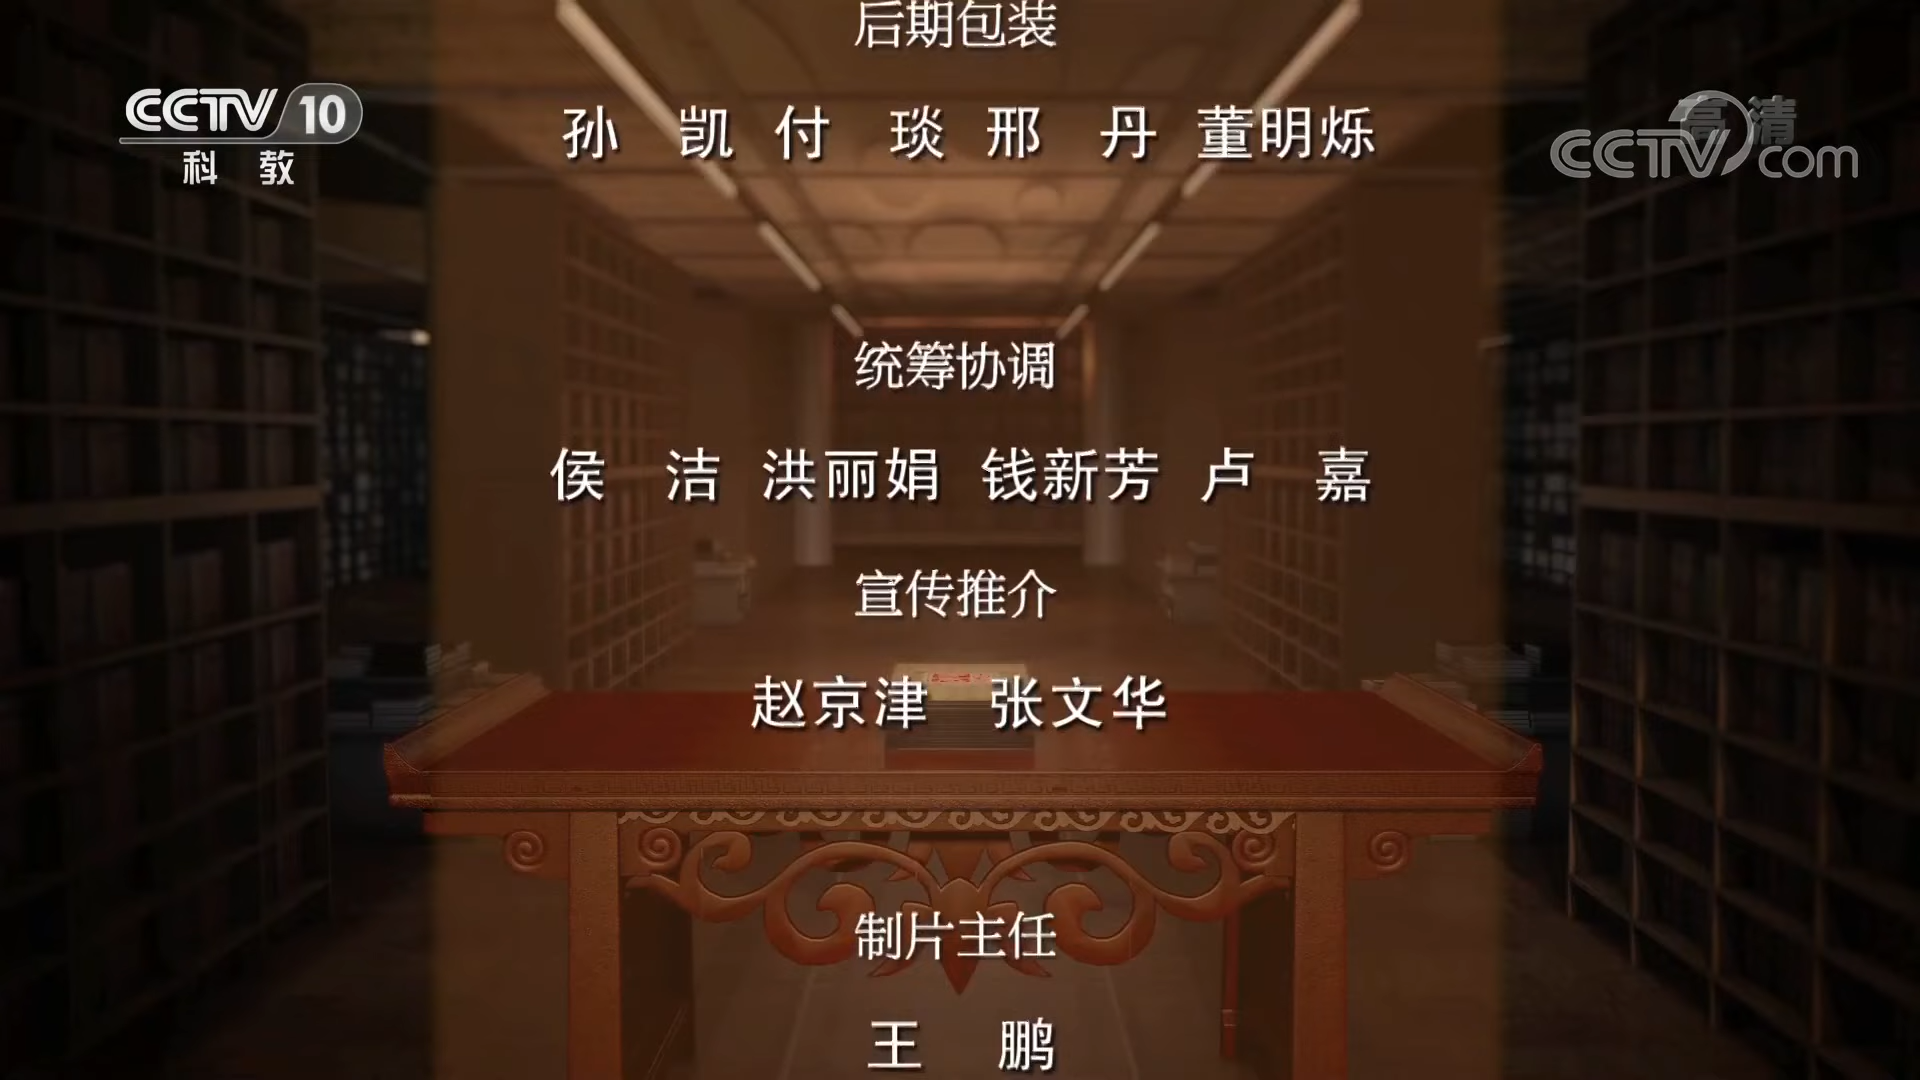 后期包装
CCTV 10
科 教
孙 凯 付 琰 邢 丹 董明烁
高清
CCTV.com
统筹协调
侯 洁 洪丽娟 钱新芳 卢 嘉
宣传推介
赵京津 张文华
制片主任
王 鹏